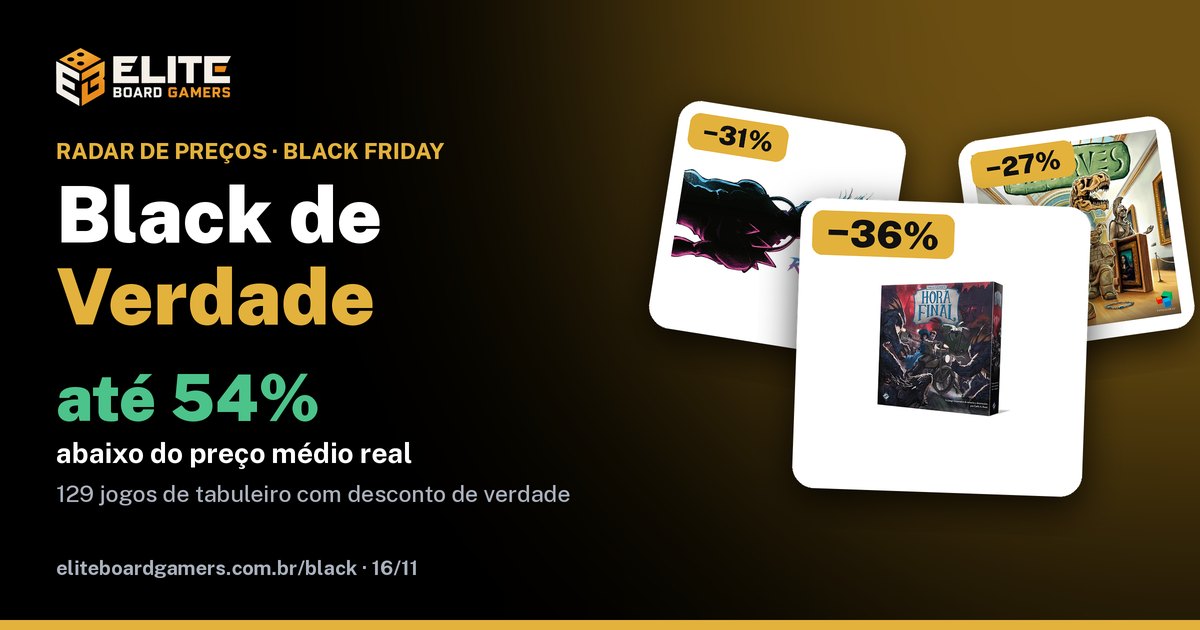 ELITE
BOARD GAMERS
RADAR DE PREÇOS · BLACK FRIDAY
Black de
Verdade
até 54%
abaixo do preço médio real
129 jogos de tabuleiro com desconto de verdade
eliteboardgamers.com.br/black · 16/11
−31%
−27%
−36%
HORA
FINAL